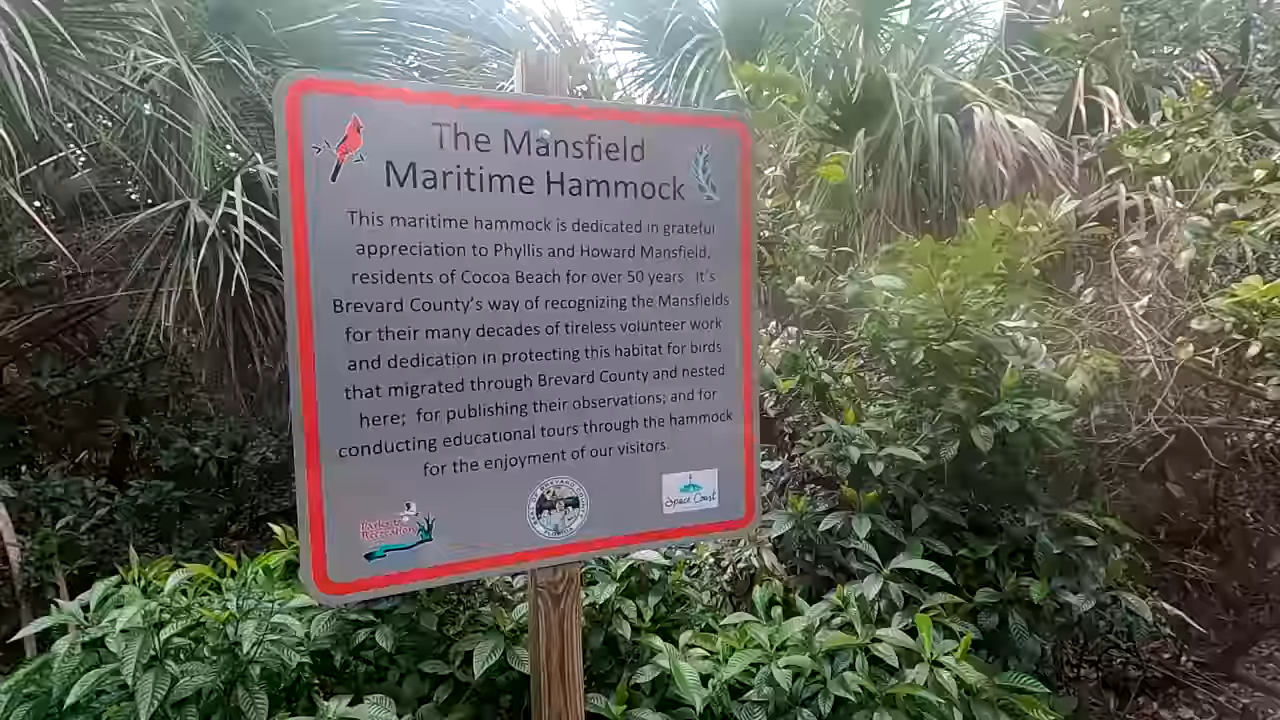 The Mansfield
Maritime Hammock
This maritime hammock is dedicated in grateful
appreciation to Phyllis and Howard Mansfield,
residents of Cocoa Beach for over 50 years. It's
Brevard County's way of recognizing the Mansfields
for their many decades of tireless volunteer work
and dedication in protecting this habitat for birds
that migrated through Brevard County and nested
here; for publishing their observations; and for
conducting educational tours through the hammock
for the enjoyment of our visitors.
Parks &
Recreation
Space Coast